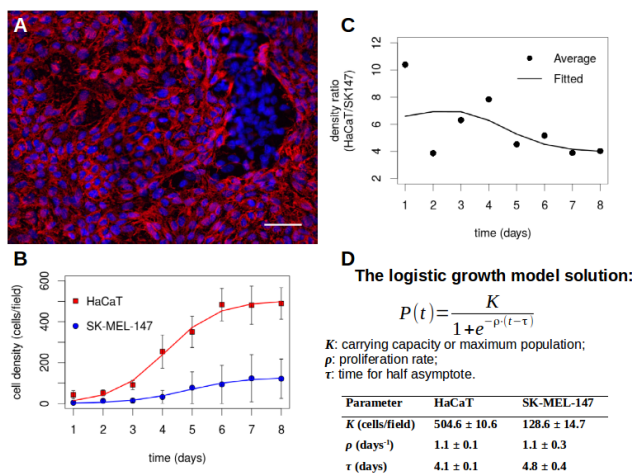 A
B
600
400
200
0
cell density (cells/field)
HaCaT
SK-MEL-147
1 2 3 4 5 6 7 8
time (days)
C
12
10
8
6
4
2
density ratio
(HaCaT/SK147)
Average
Fitted
1 2 3 4 5 6 7 8
time (days)
D
The logistic growth model solution:
P(t)=K/(1+e^(−ρ·(t−τ)))
K: carrying capacity or maximum population;
ρ: proliferation rate;
τ: time for half asymptote.
Parameter HaCaT SK-MEL-147
K (cells/field) 504.6 ± 10.6 128.6 ± 14.7
ρ (days⁻¹) 1.1 ± 0.1 1.1 ± 0.3
τ (days) 4.1 ± 0.1 4.8 ± 0.4